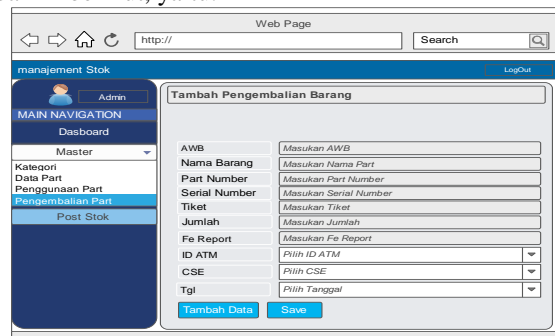 Web Page
http://
Search
manajement Stok
LogOut
Admin
Tambah Pengembalian Barang
MAIN NAVIGATION
Dasboard
Master
Kategori
Data Part
Penggunaan Part
Pengembalian Part
Post Stok
AWB Masukan AWB
Nama Barang Masukan Nama Part
Part Number Masukan Part Number
Serial Number Masukan Serial Number
Tiket Masukan Tiket
Jumlah Masukan Jumlah
Fe Report Masukan Fe Report
ID ATM Pilih ID ATM
CSE Pilih CSE
Tgl Pilih Tanggal
Tambah Data Save